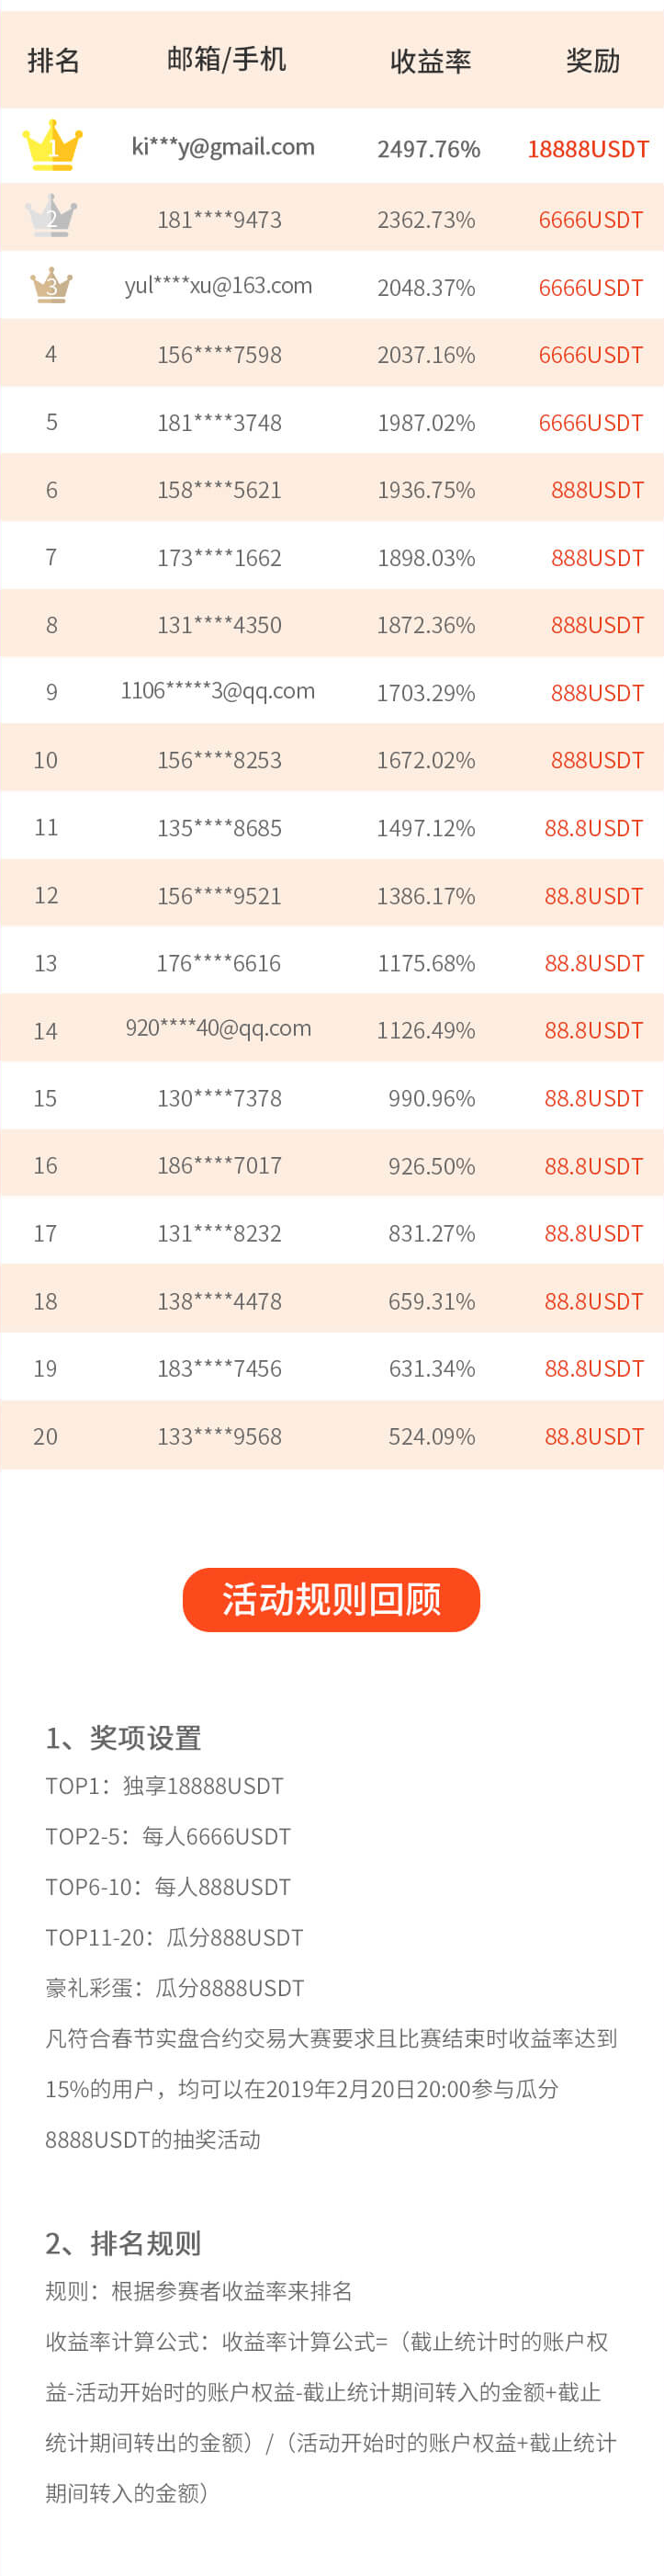 排名 邮箱/手机 收益率 奖励
1 ki***y@gmail.com 2497.76% 18888USDT
2 181****9473 2362.73% 6666USDT
3 yul****xu@163.com 2048.37% 6666USDT
4 156****7598 2037.16% 6666USDT
5 181****3748 1987.02% 6666USDT
6 158****5621 1936.75% 888USDT
7 173****1662 1898.03% 888USDT
8 131****4350 1872.36% 888USDT
9 1106*****3@qq.com 1703.29% 888USDT
10 156****8253 1672.02% 888USDT
11 135****8685 1497.12% 88.8USDT
12 156****9521 1386.17% 88.8USDT
13 176****6616 1175.68% 88.8USDT
14 920****40@qq.com 1126.49% 88.8USDT
15 130****7378 990.96% 88.8USDT
16 186****7017 926.50% 88.8USDT
17 131****8232 831.27% 88.8USDT
18 138****4478 659.31% 88.8USDT
19 183****7456 631.34% 88.8USDT
20 133****9568 524.09% 88.8USDT
活动规则回顾
1、奖项设置
TOP1：独享18888USDT
TOP2-5：每人6666USDT
TOP6-10：每人888USDT
TOP11-20：瓜分888USDT
豪礼彩蛋：瓜分8888USDT
凡符合春节实盘合约交易大赛要求且比赛结束时收益率达到
15%的用户，均可以在2019年2月20日20:00参与瓜分
8888USDT的抽奖活动
2、排名规则
规则：根据参赛者收益率来排名
收益率计算公式：收益率计算公式=（截止统计时的账户权
益-活动开始时的账户权益-截止统计期间转入的金额+截止
统计期间转出的金额）/（活动开始时的账户权益+截止统计
期间转入的金额）